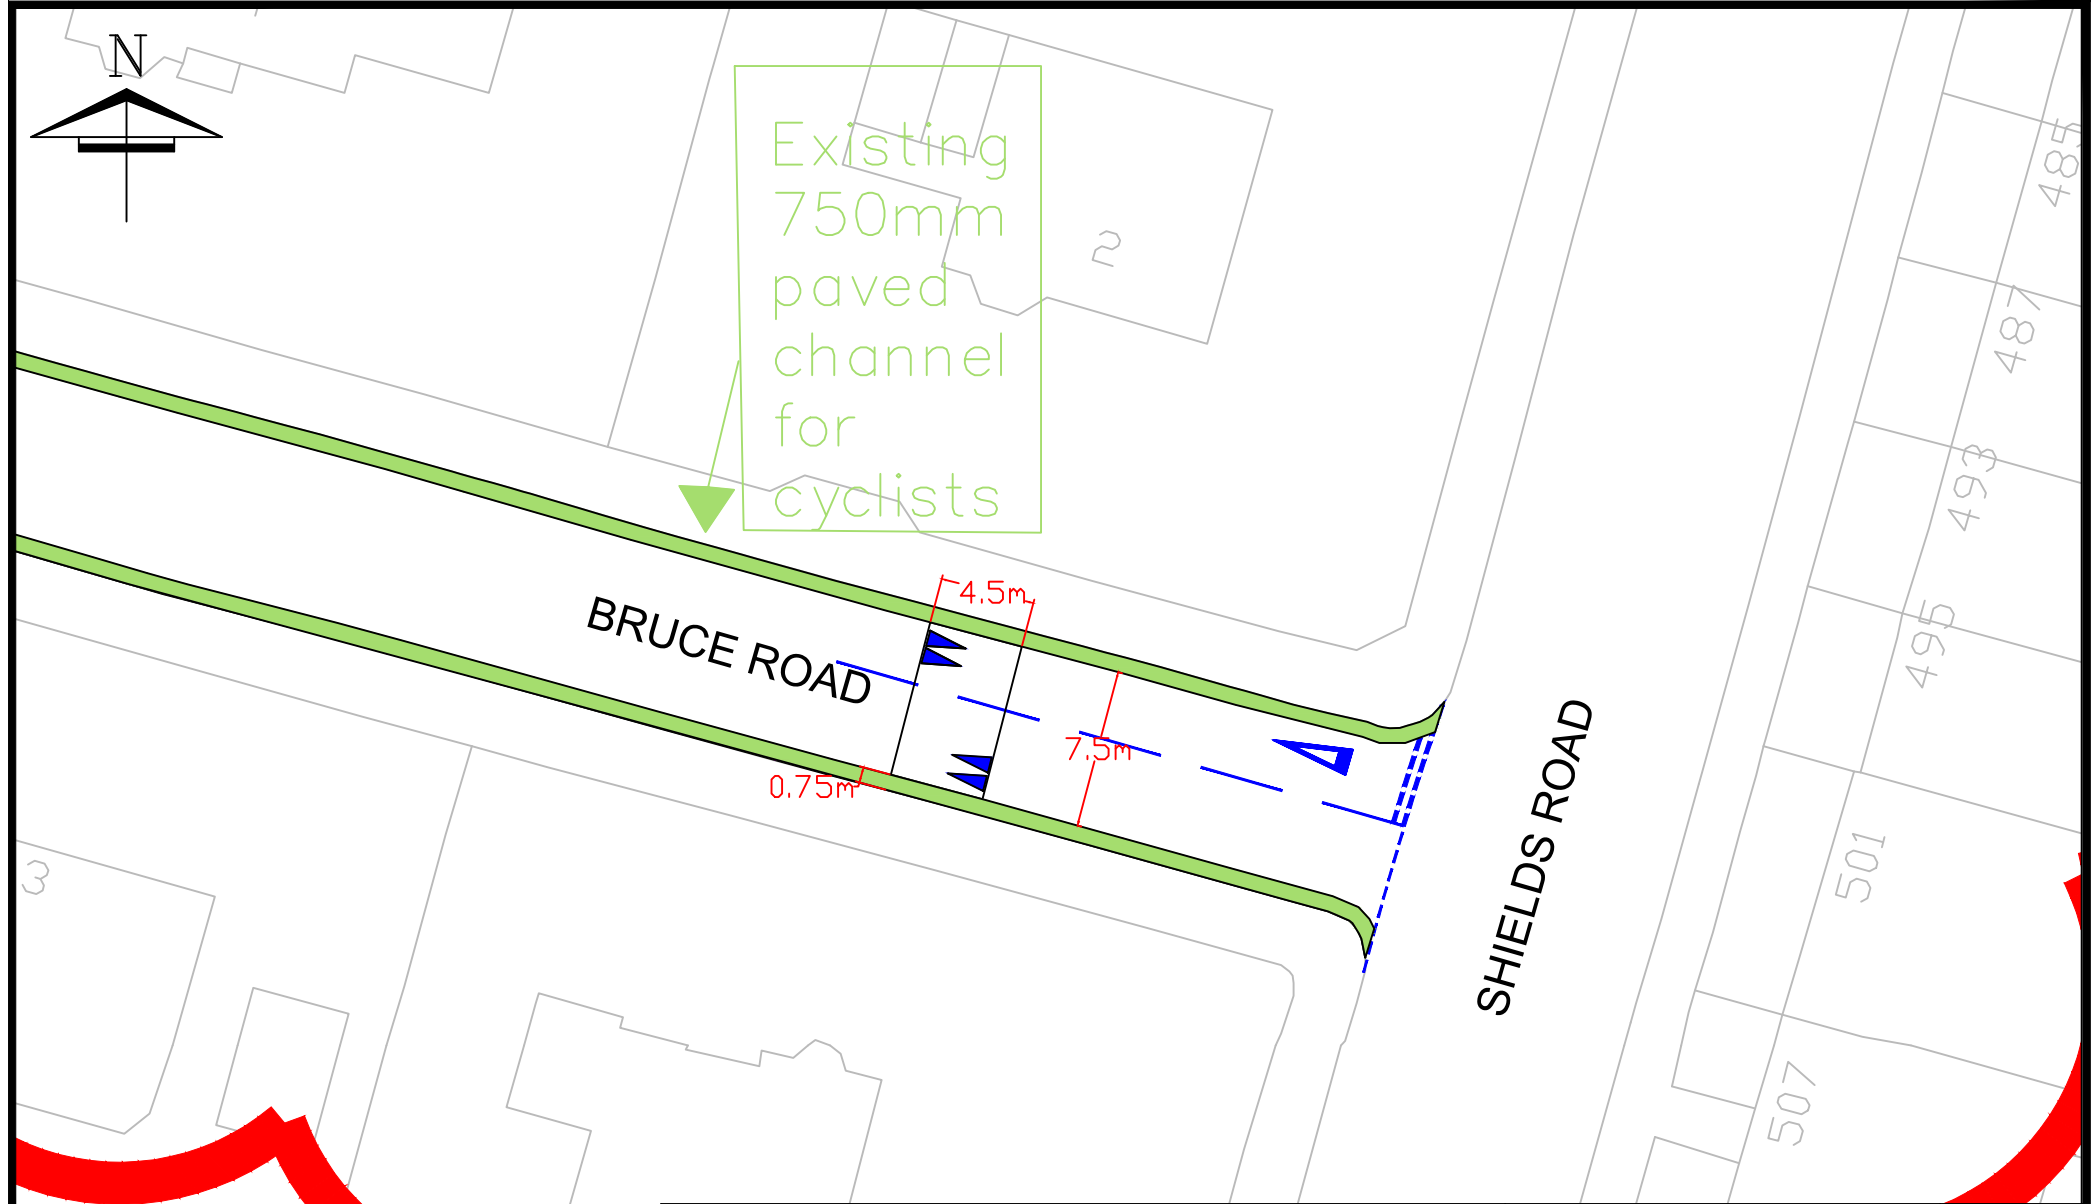 N
Existing
750mm
paved
channel
for
cyclists
2
485
487
493
495
501
507
3
4.5m
7.5m
0.75m
BRUCE ROAD
SHIELDS ROAD